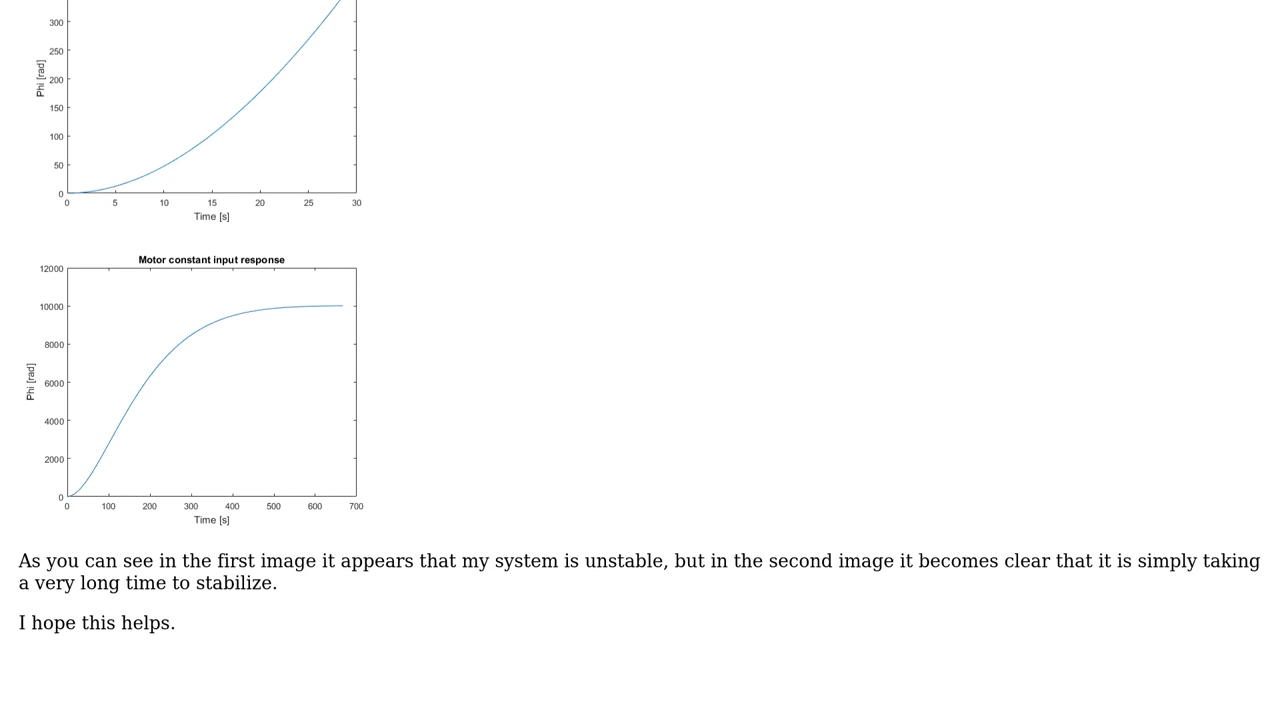 300
250
200
150
100
50
0
Phi [rad]
0 5 10 15 20 25 30
Time [s]
Motor constant input response
12000
10000
8000
6000
4000
2000
0
Phi [rad]
0 100 200 300 400 500 600 700
Time [s]
As you can see in the first image it appears that my system is unstable, but in the second image it becomes clear that it is simply taking
a very long time to stabilize.
I hope this helps.